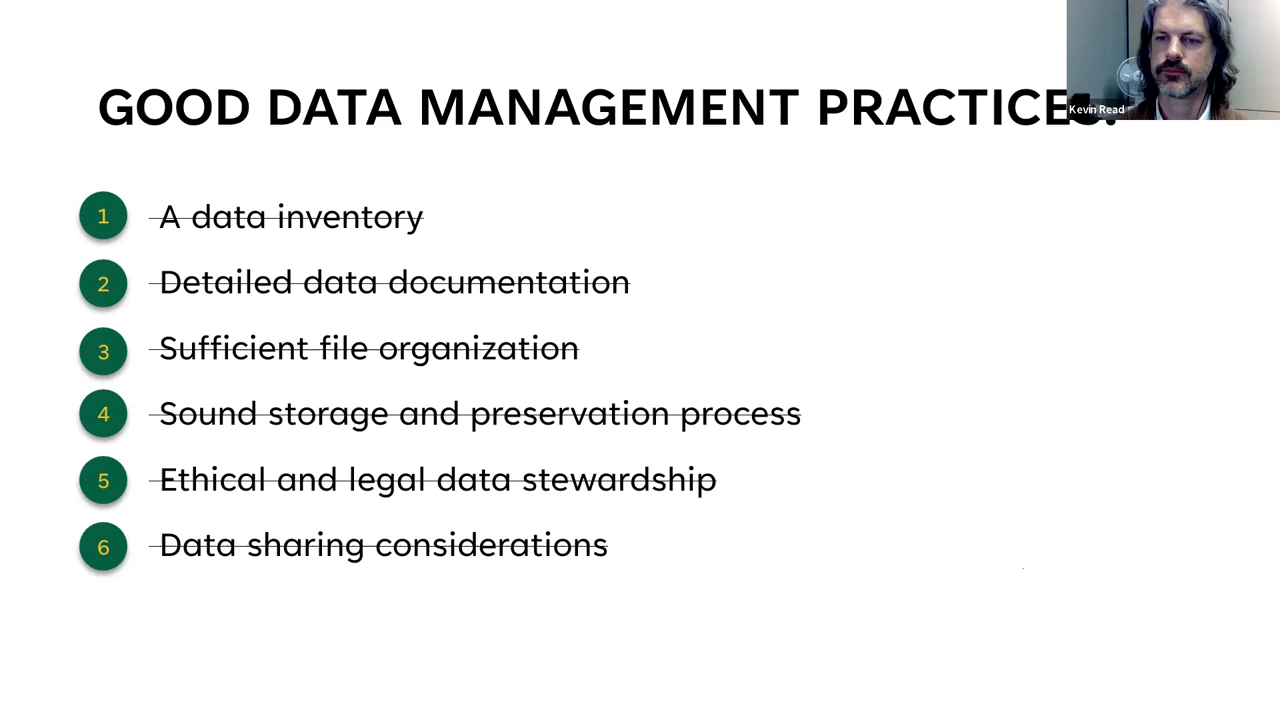 GOOD DATA MANAGEMENT PRACTICES:
Kevin Read
1 A data inventory
2 Detailed data documentation
3 Sufficient file organization
4 Sound storage and preservation process
5 Ethical and legal data stewardship
6 Data sharing considerations